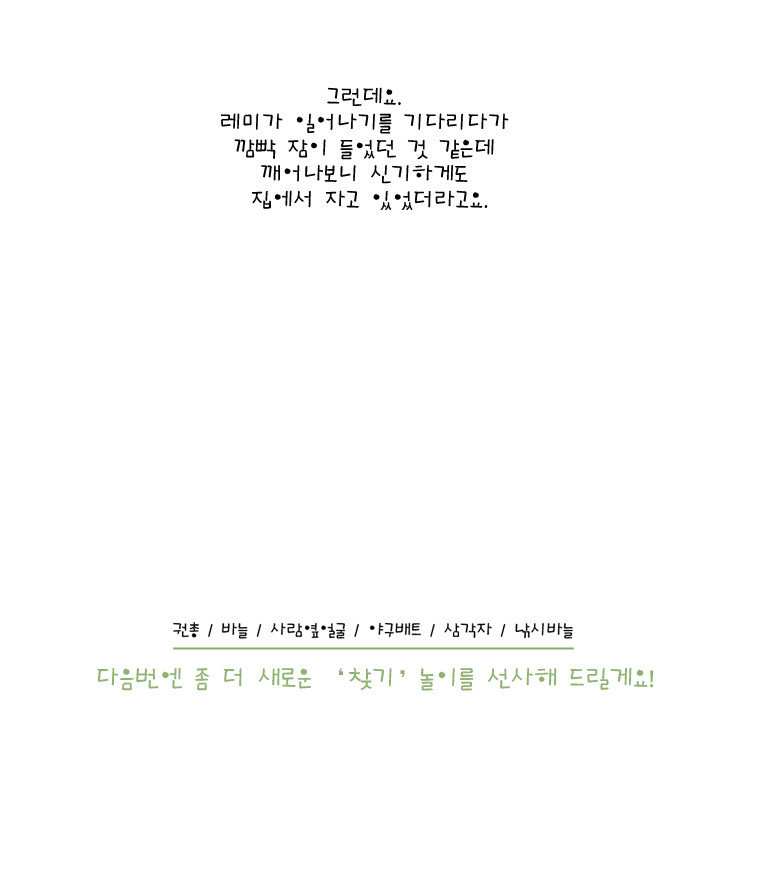 그런데요.
레미가 일어나기를 기다리다가
깜빡 잠이 들었던 것 같은데
깨어나보니 신기하게도
집에서 자고 있었더라고요.
권총 / 바늘 / 사람옆얼굴 / 야구배트 / 삼각자 / 낚시바늘
다음번엔 좀 더 새로운 ‘찾기’ 놀이를 선사해 드릴게요!